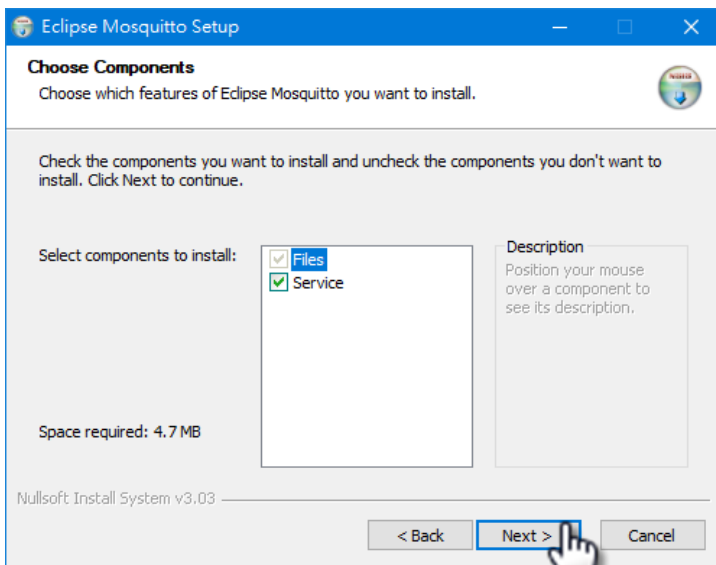 Eclipse Mosquitto Setup
Choose Components
Choose which features of Eclipse Mosquitto you want to install.
Check the components you want to install and uncheck the components you don't want to
install. Click Next to continue.
Select components to install:
Files
Service
Description
Position your mouse
over a component to
see its description.
Space required: 4.7 MB
Nullsoft Install System v3.03
< Back
Next >
Cancel